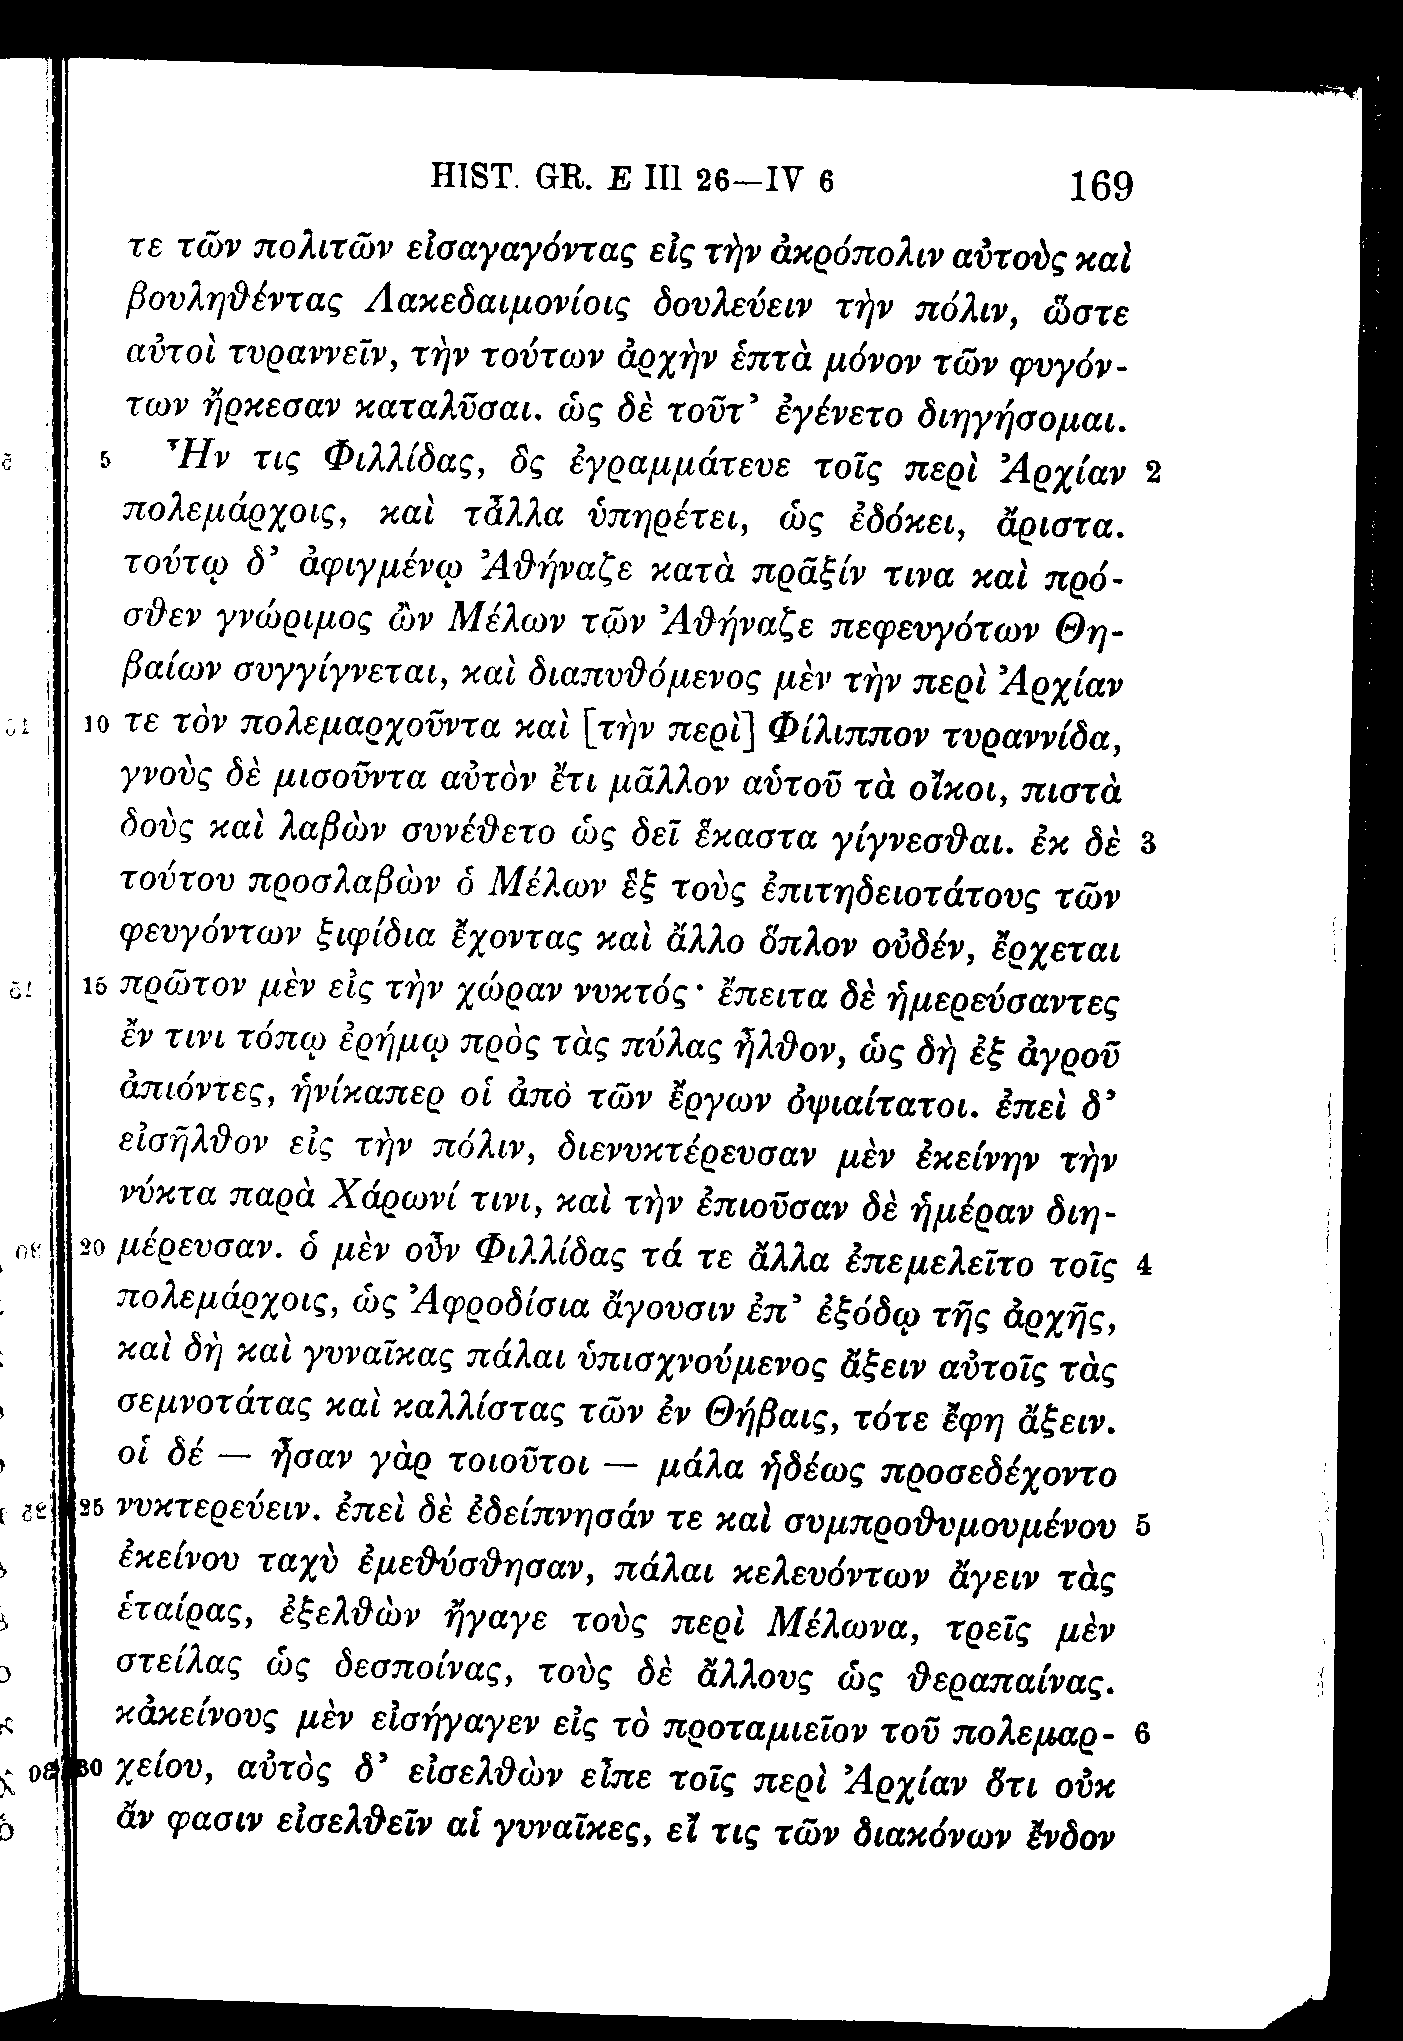 HIST. GR. E III 26—IV 6 169
τε τῶν πολιτῶν εἰσαγαγόντας εἰς τὴν ἀκρόπολιν αὐτοὺς καὶ
βουληθέντας Λακεδαιμονίοις δουλεύειν τὴν πόλιν, ὥστε
αὐτοὶ τυραννεῖν, τὴν τούτων ἀρχὴν ἑπτὰ μόνον τῶν φυγόν-
των ἤρκεσαν καταλῦσαι. ὡς δὲ τοῦτ’ ἐγένετο διηγήσομαι.
5 Ἦν τις Φιλλίδας, ὃς ἐγραμμάτευε τοῖς περὶ Ἀρχίαν 2
πολεμάρχοις, καὶ τἆλλα ὑπηρέτει, ὡς ἐδόκει, ἄριστα.
τούτῳ δ’ ἀφιγμένῳ Ἀθήναζε κατὰ πρᾶξίν τινα καὶ πρό-
σθεν γνώριμος ὢν Μέλων τῶν Ἀθήναζε πεφευγότων Θη-
βαίων συγγίγνεται, καὶ διαπυθόμενος μὲν τὴν περὶ Ἀρχίαν
10 τε τὸν πολεμαρχοῦντα καὶ [τὴν περὶ] Φίλιππον τυραννίδα,
γνοὺς δὲ μισοῦντα αὐτὸν ἔτι μᾶλλον αὑτοῦ τὰ οἴκοι, πιστὰ
δοὺς καὶ λαβὼν συνέθετο ὡς δεῖ ἕκαστα γίγνεσθαι. ἐκ δὲ 3
τούτου προσλαβὼν ὁ Μέλων ἓξ τοὺς ἐπιτηδειοτάτους τῶν
φευγόντων ξιφίδια ἔχοντας καὶ ἄλλο ὅπλον οὐδέν, ἔρχεται
15 πρῶτον μὲν εἰς τὴν χώραν νυκτός· ἔπειτα δὲ ἡμερεύσαντες
ἔν τινι τόπῳ ἐρήμῳ πρὸς τὰς πύλας ἦλθον, ὡς δὴ ἐξ ἀγροῦ
ἀπιόντες, ἡνίκαπερ οἱ ἀπὸ τῶν ἔργων ὀψιαίτατοι. ἐπεὶ δ’
εἰσῆλθον εἰς τὴν πόλιν, διενυκτέρευσαν μὲν ἐκείνην τὴν
νύκτα παρὰ Χάρωνί τινι, καὶ τὴν ἐπιοῦσαν δὲ ἡμέραν διη-
20 μέρευσαν. ὁ μὲν οὖν Φιλλίδας τά τε ἄλλα ἐπεμελεῖτο τοῖς 4
πολεμάρχοις, ὡς Ἀφροδίσια ἄγουσιν ἐπ’ ἐξόδῳ τῆς ἀρχῆς,
καὶ δὴ καὶ γυναῖκας πάλαι ὑπισχνούμενος ἄξειν αὐτοῖς τὰς
σεμνοτάτας καὶ καλλίστας τῶν ἐν Θήβαις, τότε ἔφη ἄξειν.
οἱ δέ — ἦσαν γὰρ τοιοῦτοι — μάλα ἡδέως προσεδέχοντο
25 νυκτερεύειν. ἐπεὶ δὲ ἐδείπνησάν τε καὶ συμπροθυμουμένου 5
ἐκείνου ταχὺ ἐμεθύσθησαν, πάλαι κελευόντων ἄγειν τὰς
ἑταίρας, ἐξελθὼν ἤγαγε τοὺς περὶ Μέλωνα, τρεῖς μὲν
στείλας ὡς δεσποίνας, τοὺς δὲ ἄλλους ὡς θεραπαίνας.
κἀκείνους μὲν εἰσήγαγεν εἰς τὸ προταμιεῖον τοῦ πολεμαρ- 6
30 χείου, αὐτὸς δ’ εἰσελθὼν εἶπε τοῖς περὶ Ἀρχίαν ὅτι οὐκ
ἄν φασιν εἰσελθεῖν αἱ γυναῖκες, εἴ τις τῶν διακόνων ἔνδον